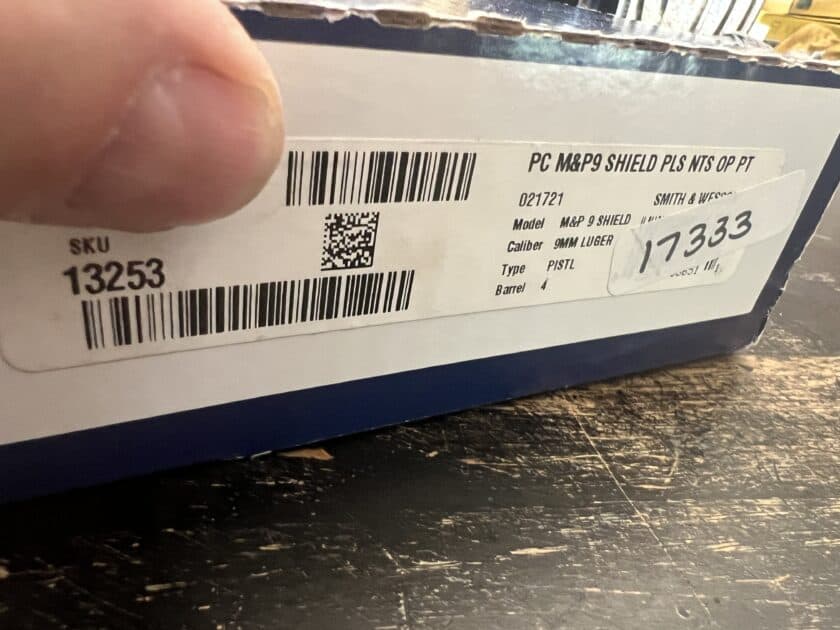 PC M&P9 SHIELD PLS NTS OP PT
021721 SMITH & WESSO
Model M&P 9 SHIELD
Caliber 9MM LUGER
Type PISTL
Barrel 4
17333
SKU
13253